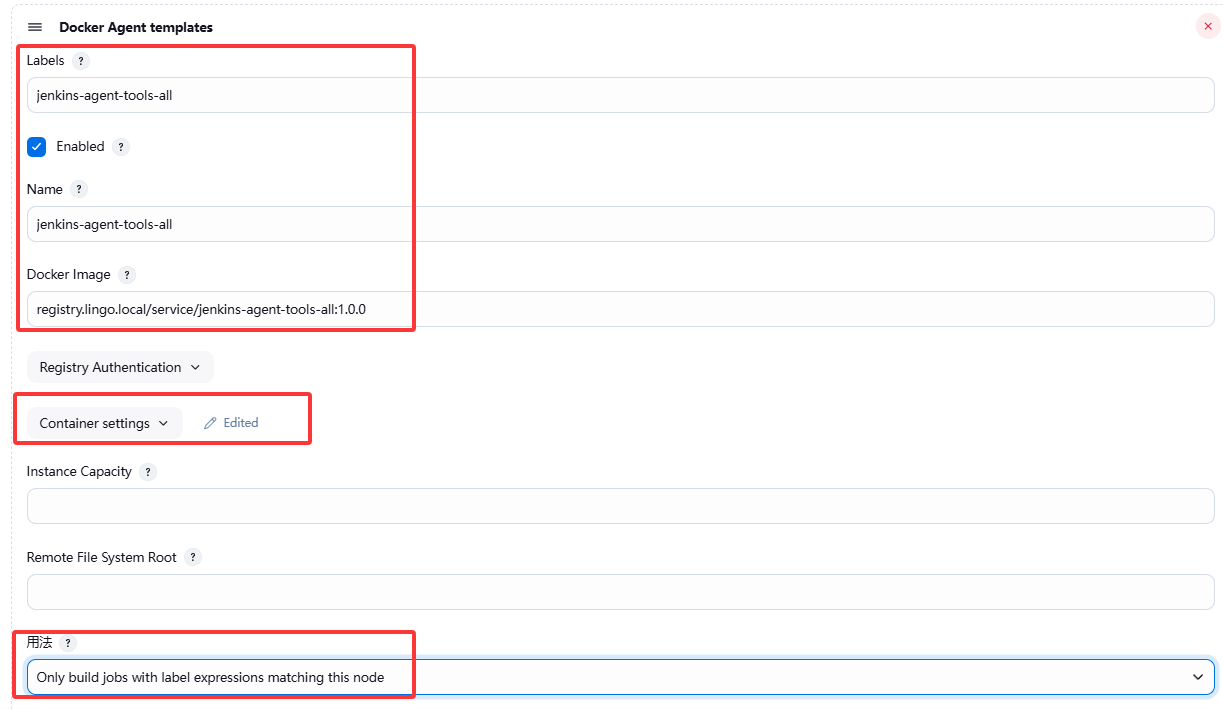 Docker Agent templates
Labels ?
jenkins-agent-tools-all
Enabled ?
Name ?
jenkins-agent-tools-all
Docker Image ?
registry.lingo.local/service/jenkins-agent-tools-all:1.0.0
Registry Authentication
Container settings Edited
Instance Capacity ?
Remote File System Root ?
用法 ?
Only build jobs with label expressions matching this node